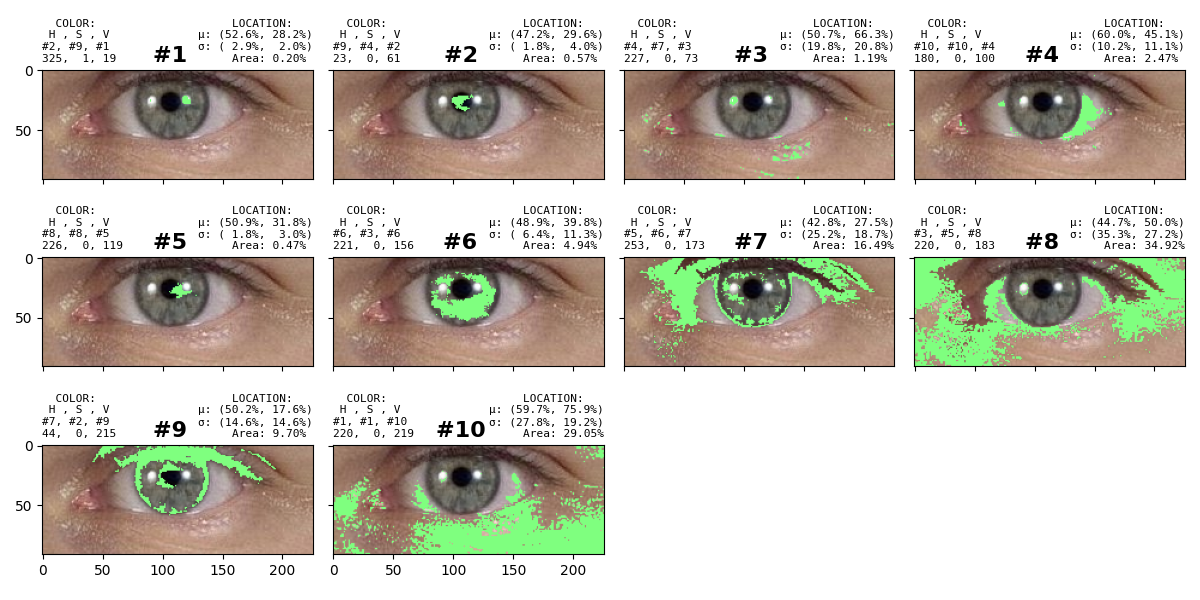 COLOR: LOCATION:
H , S , V μ: (52.6%, 28.2%)
#2, #9, #1 σ: ( 2.9%, 2.0%)
325, 1, 19 #1 Area: 0.20%
COLOR: LOCATION:
H , S , V μ: (47.2%, 29.6%)
#9, #4, #2 σ: ( 1.8%, 4.0%)
23, 0, 61 #2 Area: 0.57%
COLOR: LOCATION:
H , S , V μ: (50.7%, 66.3%)
#4, #7, #3 σ: (19.8%, 20.8%)
227, 0, 73 #3 Area: 1.19%
COLOR: LOCATION:
H , S , V μ: (60.0%, 45.1%)
#10, #10, #4 σ: (10.2%, 11.1%)
180, 0, 100 #4 Area: 2.47%
0
50
COLOR: LOCATION:
H , S , V μ: (50.9%, 31.8%)
#8, #8, #5 σ: ( 1.8%, 3.0%)
226, 0, 119 #5 Area: 0.47%
COLOR: LOCATION:
H , S , V μ: (48.9%, 39.8%)
#6, #3, #6 σ: ( 6.4%, 11.3%)
221, 0, 156 #6 Area: 4.94%
COLOR: LOCATION:
H , S , V μ: (42.8%, 27.5%)
#5, #6, #7 σ: (25.2%, 18.7%)
253, 0, 173 #7 Area: 16.49%
COLOR: LOCATION:
H , S , V μ: (44.7%, 50.0%)
#3, #5, #8 σ: (35.3%, 27.2%)
220, 0, 183 #8 Area: 34.92%
0
50
COLOR: LOCATION:
H , S , V μ: (50.2%, 17.6%)
#7, #2, #9 σ: (14.6%, 14.6%)
44, 0, 215 #9 Area: 9.70%
COLOR: LOCATION:
H , S , V μ: (59.7%, 75.9%)
#1, #1, #10 σ: (27.8%, 19.2%)
220, 0, 219 #10 Area: 29.05%
0
50
0 50 100 150 200
0 50 100 150 200